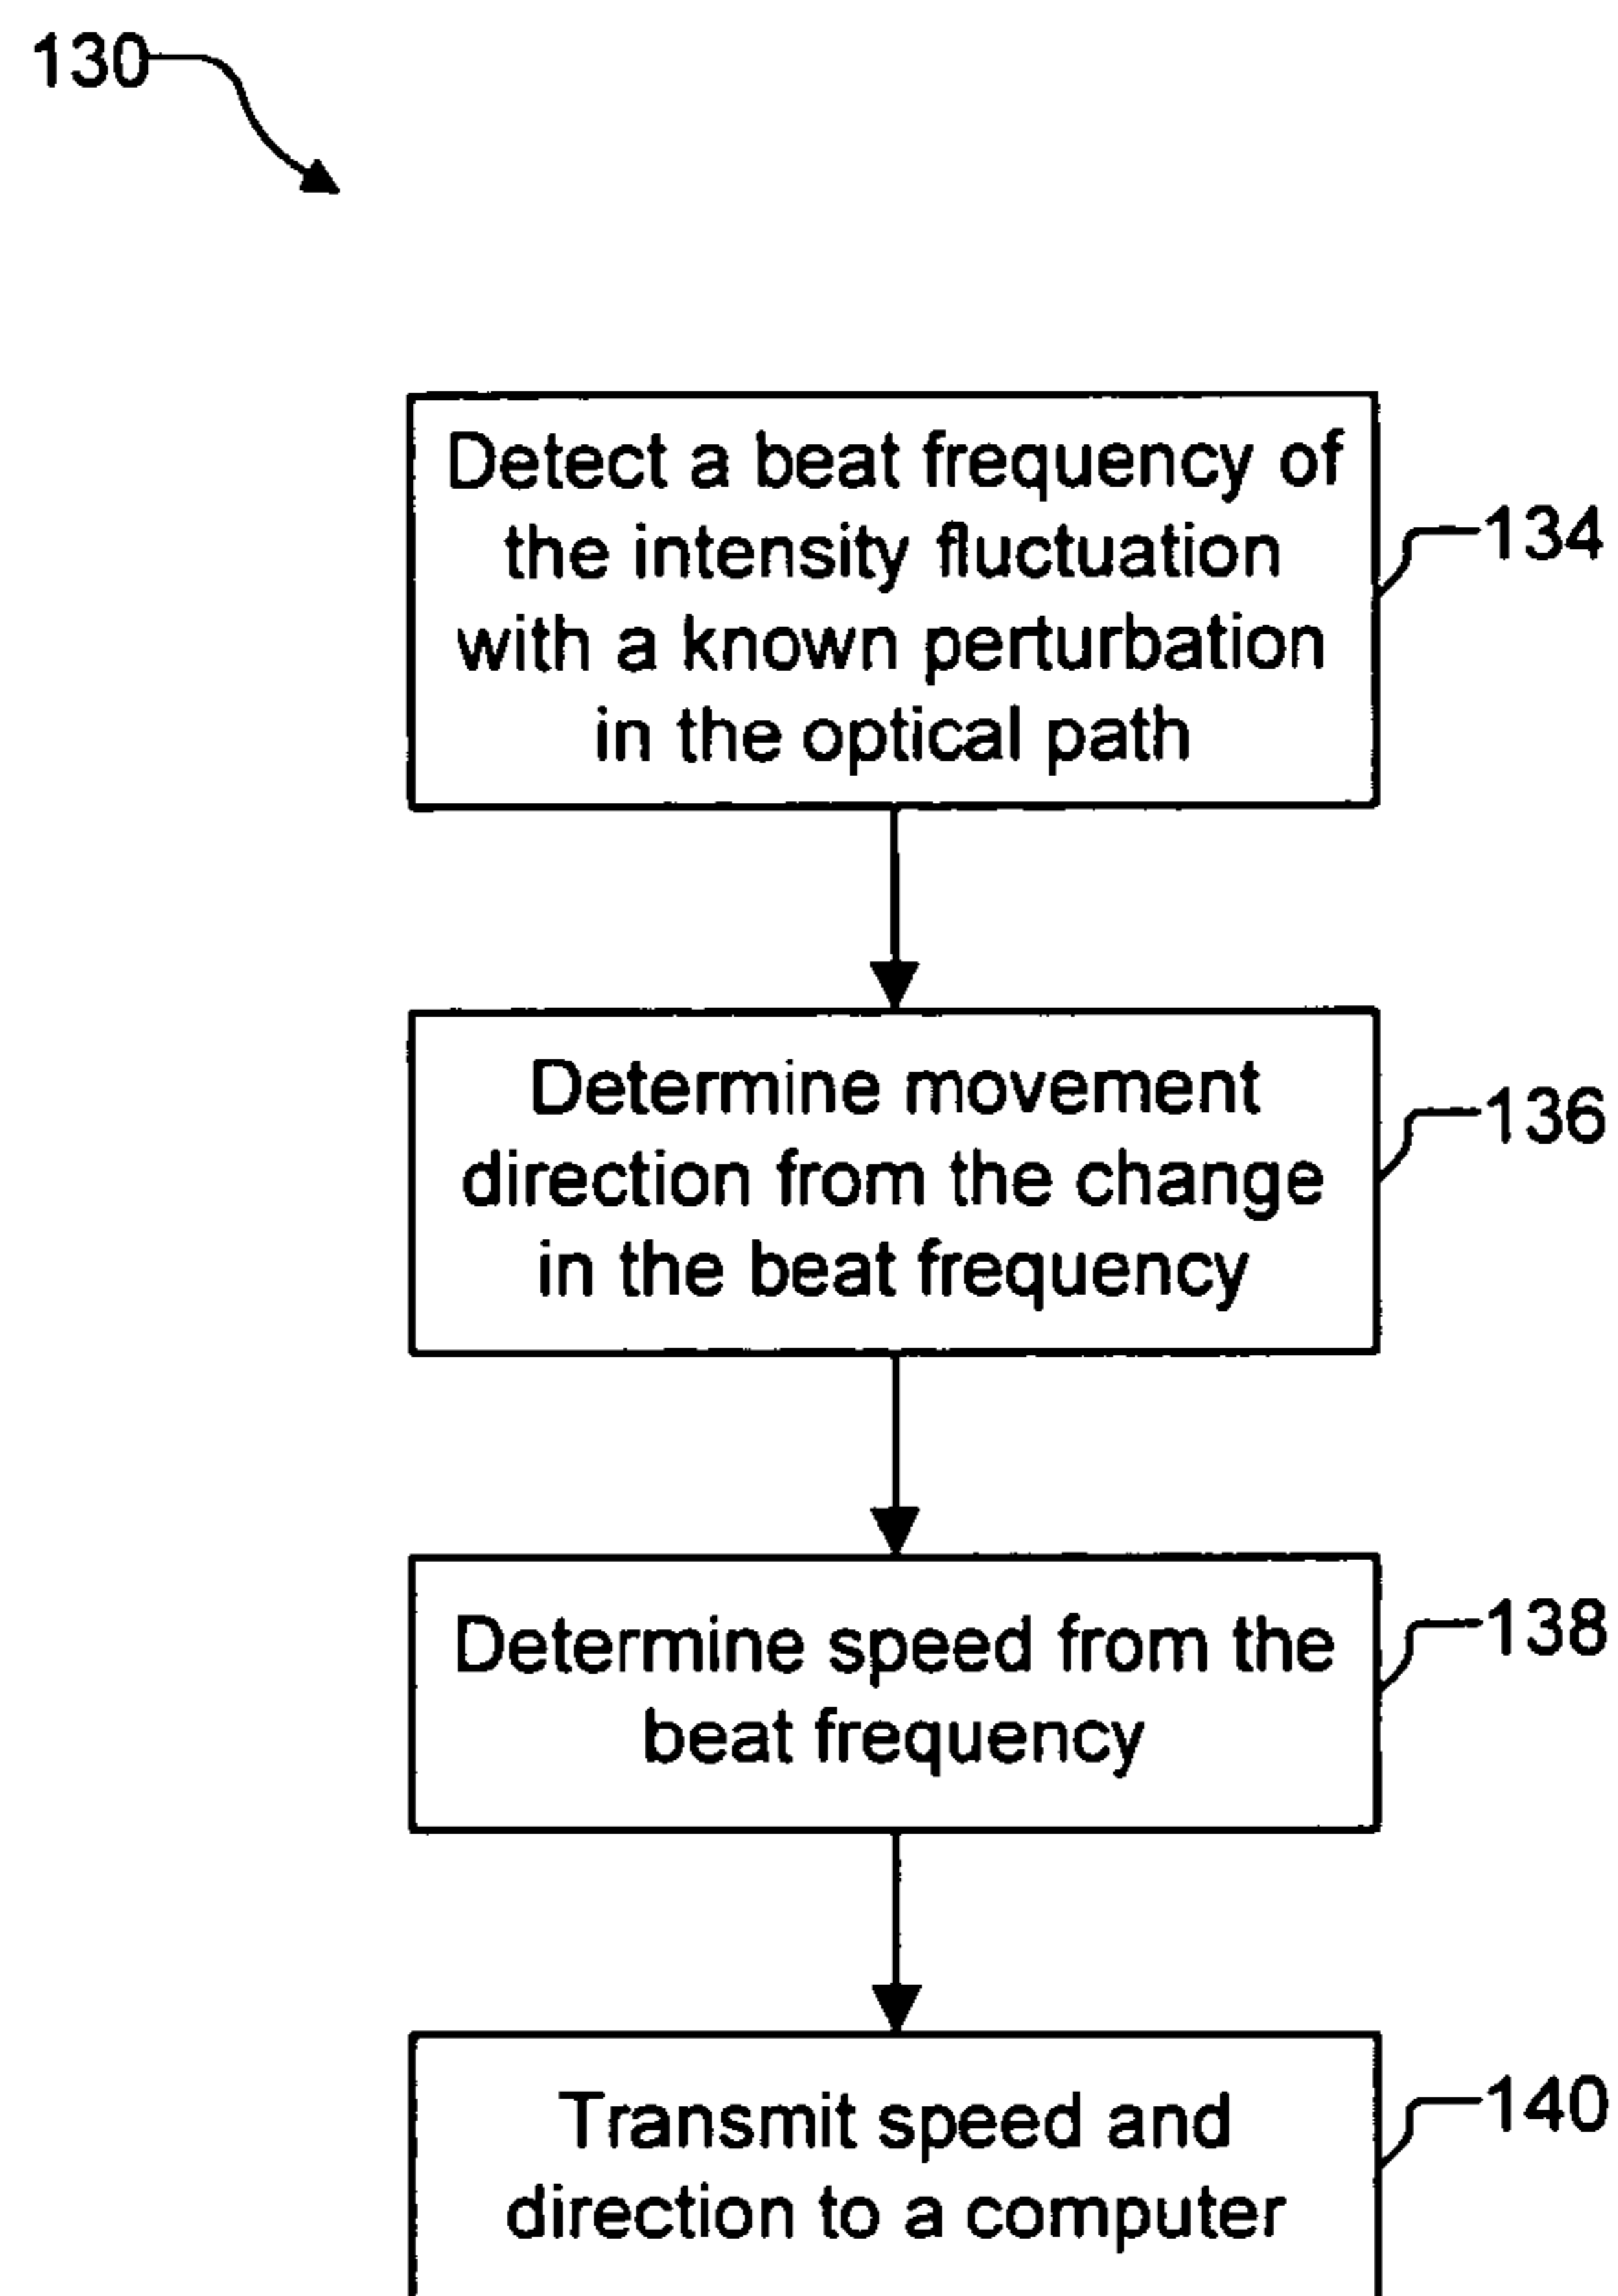 130
Detect a beat frequency of
the intensity fluctuation
with a known perturbation
in the optical path
134
Determine movement
direction from the change
in the beat frequency
136
Determine speed from the
beat frequency
138
Transmit speed and
direction to a computer
140